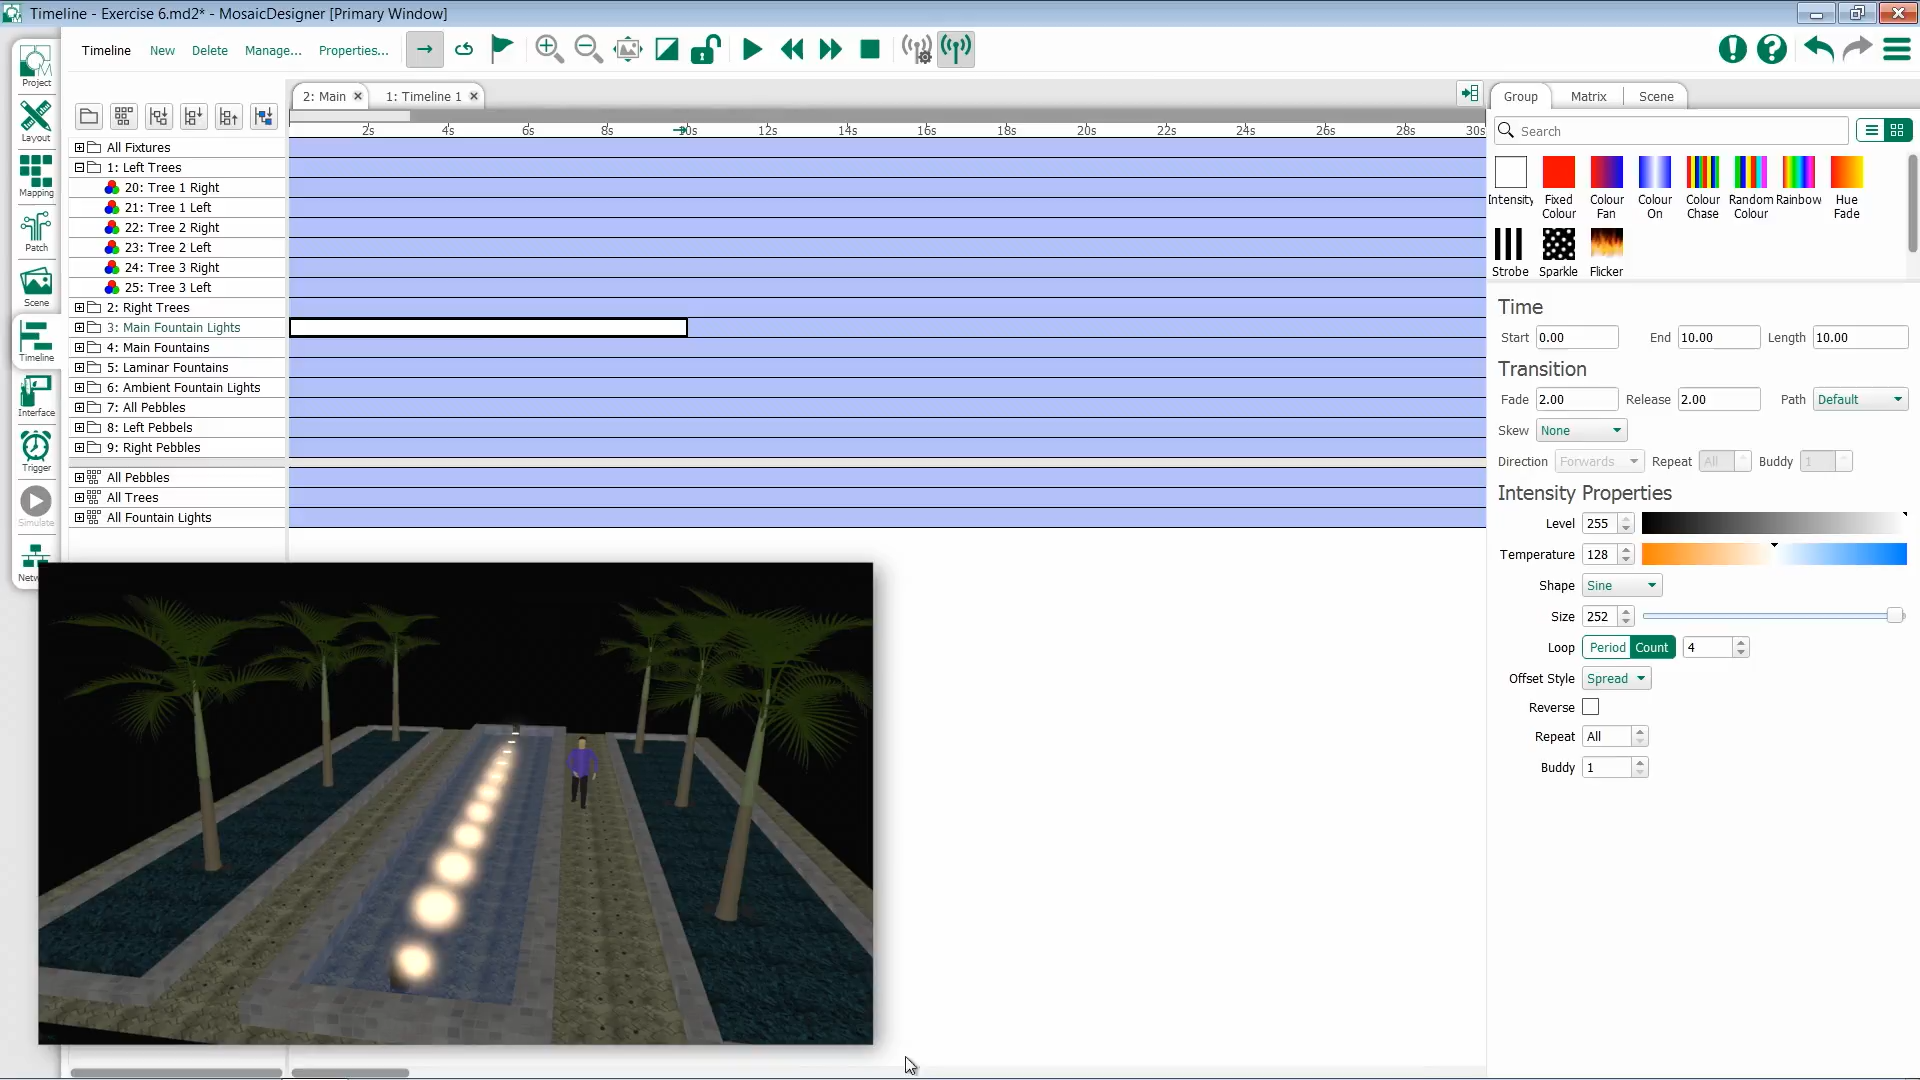 Timeline - Exercise 6.md2* - MosaicDesigner [Primary Window]
Timeline New Delete Manage... Properties...
Project
Layout
Mapping
Patch
Scene
Timeline
Interface
Trigger
Simulate
Netw
2: Main 1: Timeline 1
2s 4s 6s 8s 10s 12s 14s 16s 18s 20s 22s 24s 26s 28s 30s
All Fixtures
1: Left Trees
20: Tree 1 Right
21: Tree 1 Left
22: Tree 2 Right
23: Tree 2 Left
24: Tree 3 Right
25: Tree 3 Left
2: Right Trees
3: Main Fountain Lights
4: Main Fountains
5: Laminar Fountains
6: Ambient Fountain Lights
7: All Pebbles
8: Left Pebbels
9: Right Pebbles
All Pebbles
All Trees
All Fountain Lights
Group Matrix Scene
Search
Intensity Fixed Colour Colour Fan Colour On Colour Chase Random Colour Rainbow Hue Fade
Strobe Sparkle Flicker
Time
Start 0.00 End 10.00 Length 10.00
Transition
Fade 2.00 Release 2.00 Path Default
Skew None
Direction Forwards Repeat All Buddy 1
Intensity Properties
Level 255
Temperature 128
Shape Sine
Size 252
Loop Period Count 4
Offset Style Spread
Reverse
Repeat All
Buddy 1